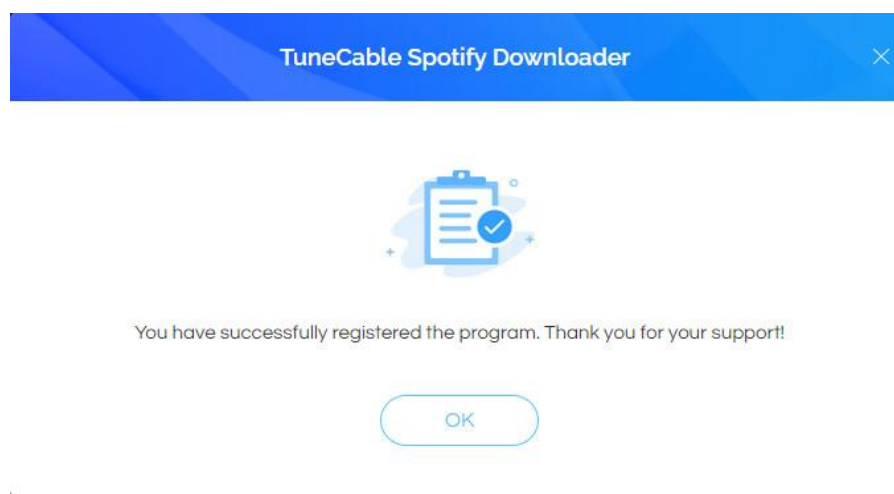 TuneCable Spotify Downloader
You have successfully registered the program. Thank you for your support!
OK